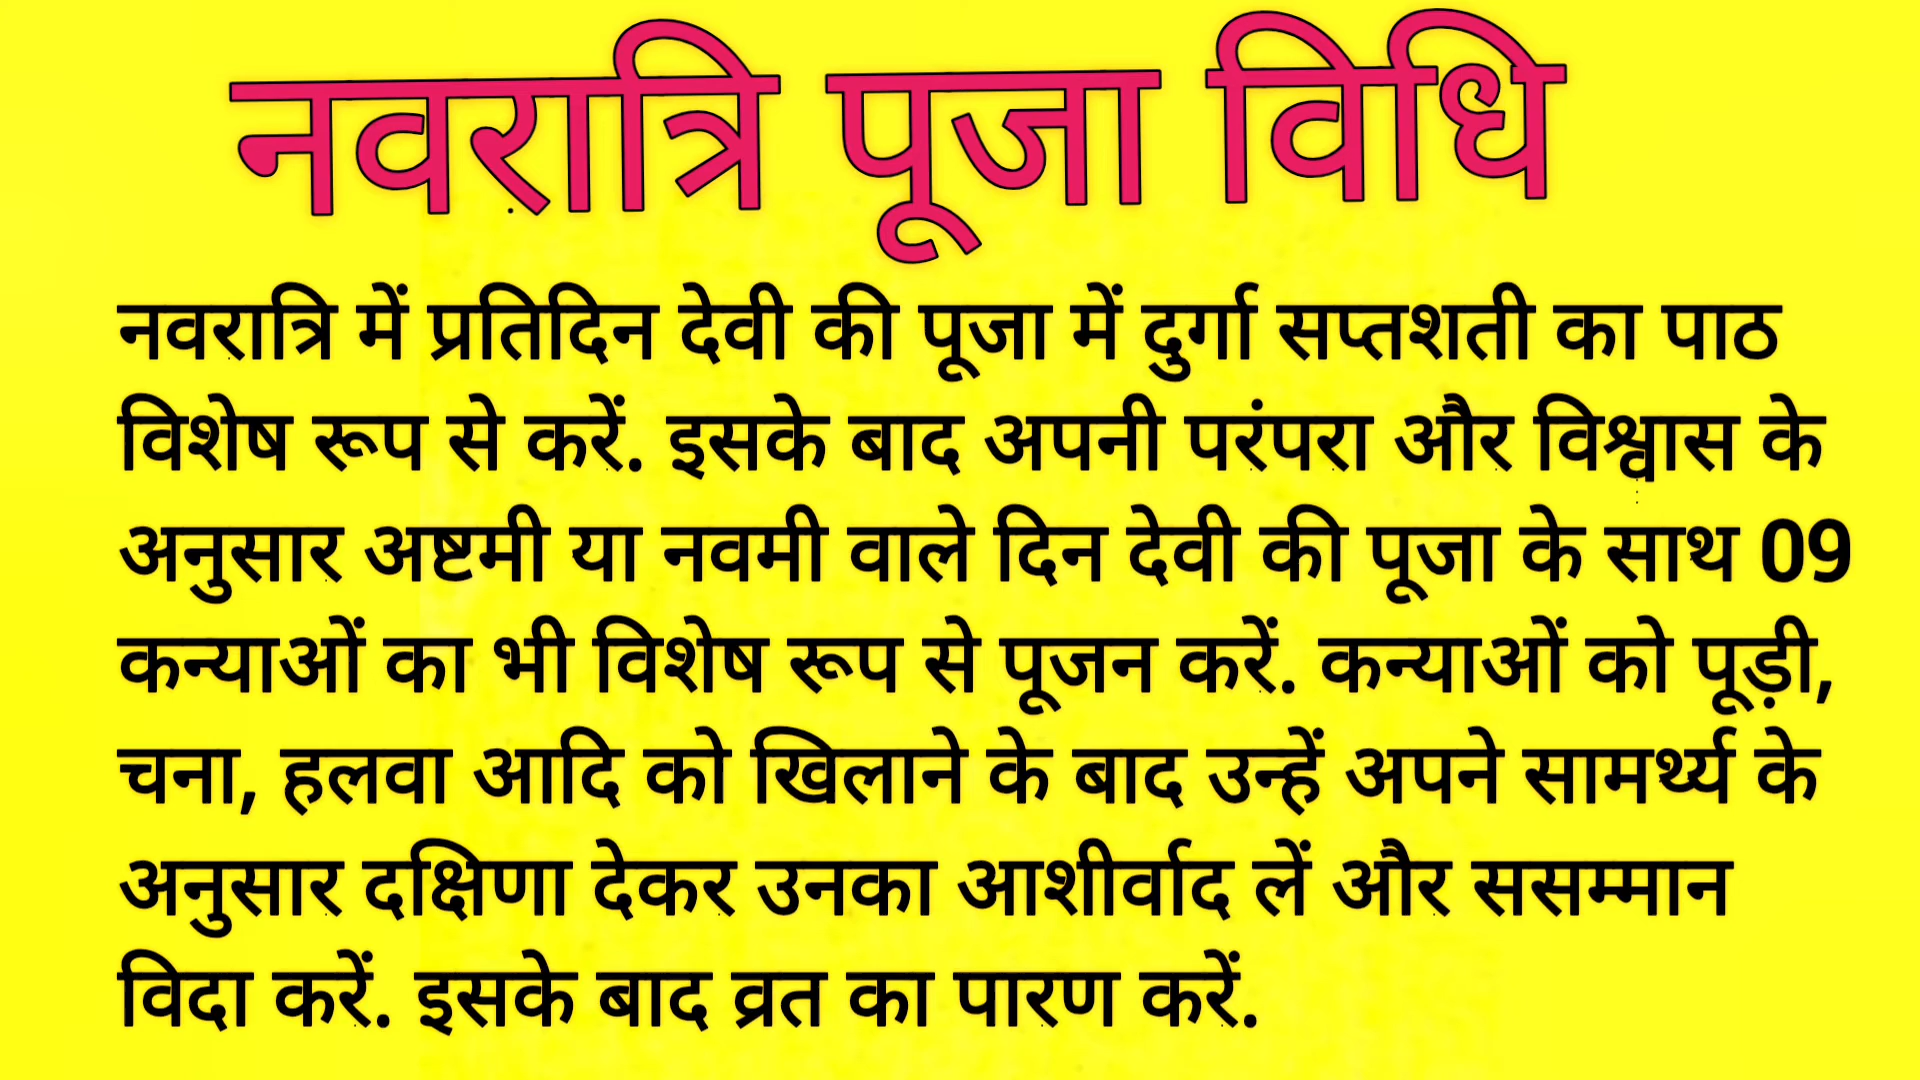 नवरात्रि पूजा विधि
नवरात्रि में प्रतिदिन देवी की पूजा में दुर्गा सप्तशती का पाठ
विशेष रूप से करें. इसके बाद अपनी परंपरा और विश्वास के
अनुसार अष्टमी या नवमी वाले दिन देवी की पूजा के साथ 09
कन्याओं का भी विशेष रूप से पूजन करें. कन्याओं को पूड़ी,
चना, हलवा आदि को खिलाने के बाद उन्हें अपने सामर्थ्य के
अनुसार दक्षिणा देकर उनका आशीर्वाद लें और ससम्मान
विदा करें. इसके बाद व्रत का पारण करें.